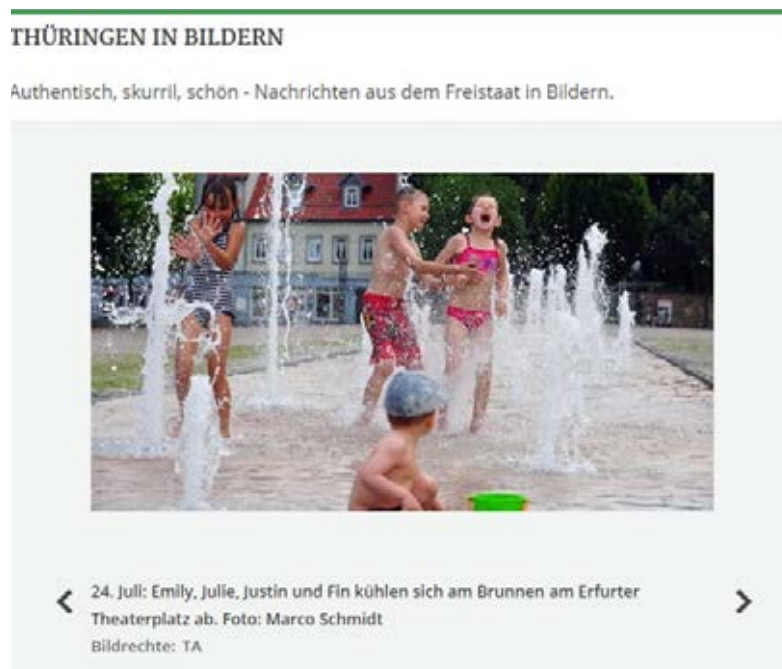 THÜRINGEN IN BILDERN
Authentisch, skurril, schön - Nachrichten aus dem Freistaat in Bildern.
24. Juli: Emily, Julie, Justin und Fin kühlen sich am Brunnen am Erfurter
Theaterplatz ab. Foto: Marco Schmidt
Bildrechte: TA